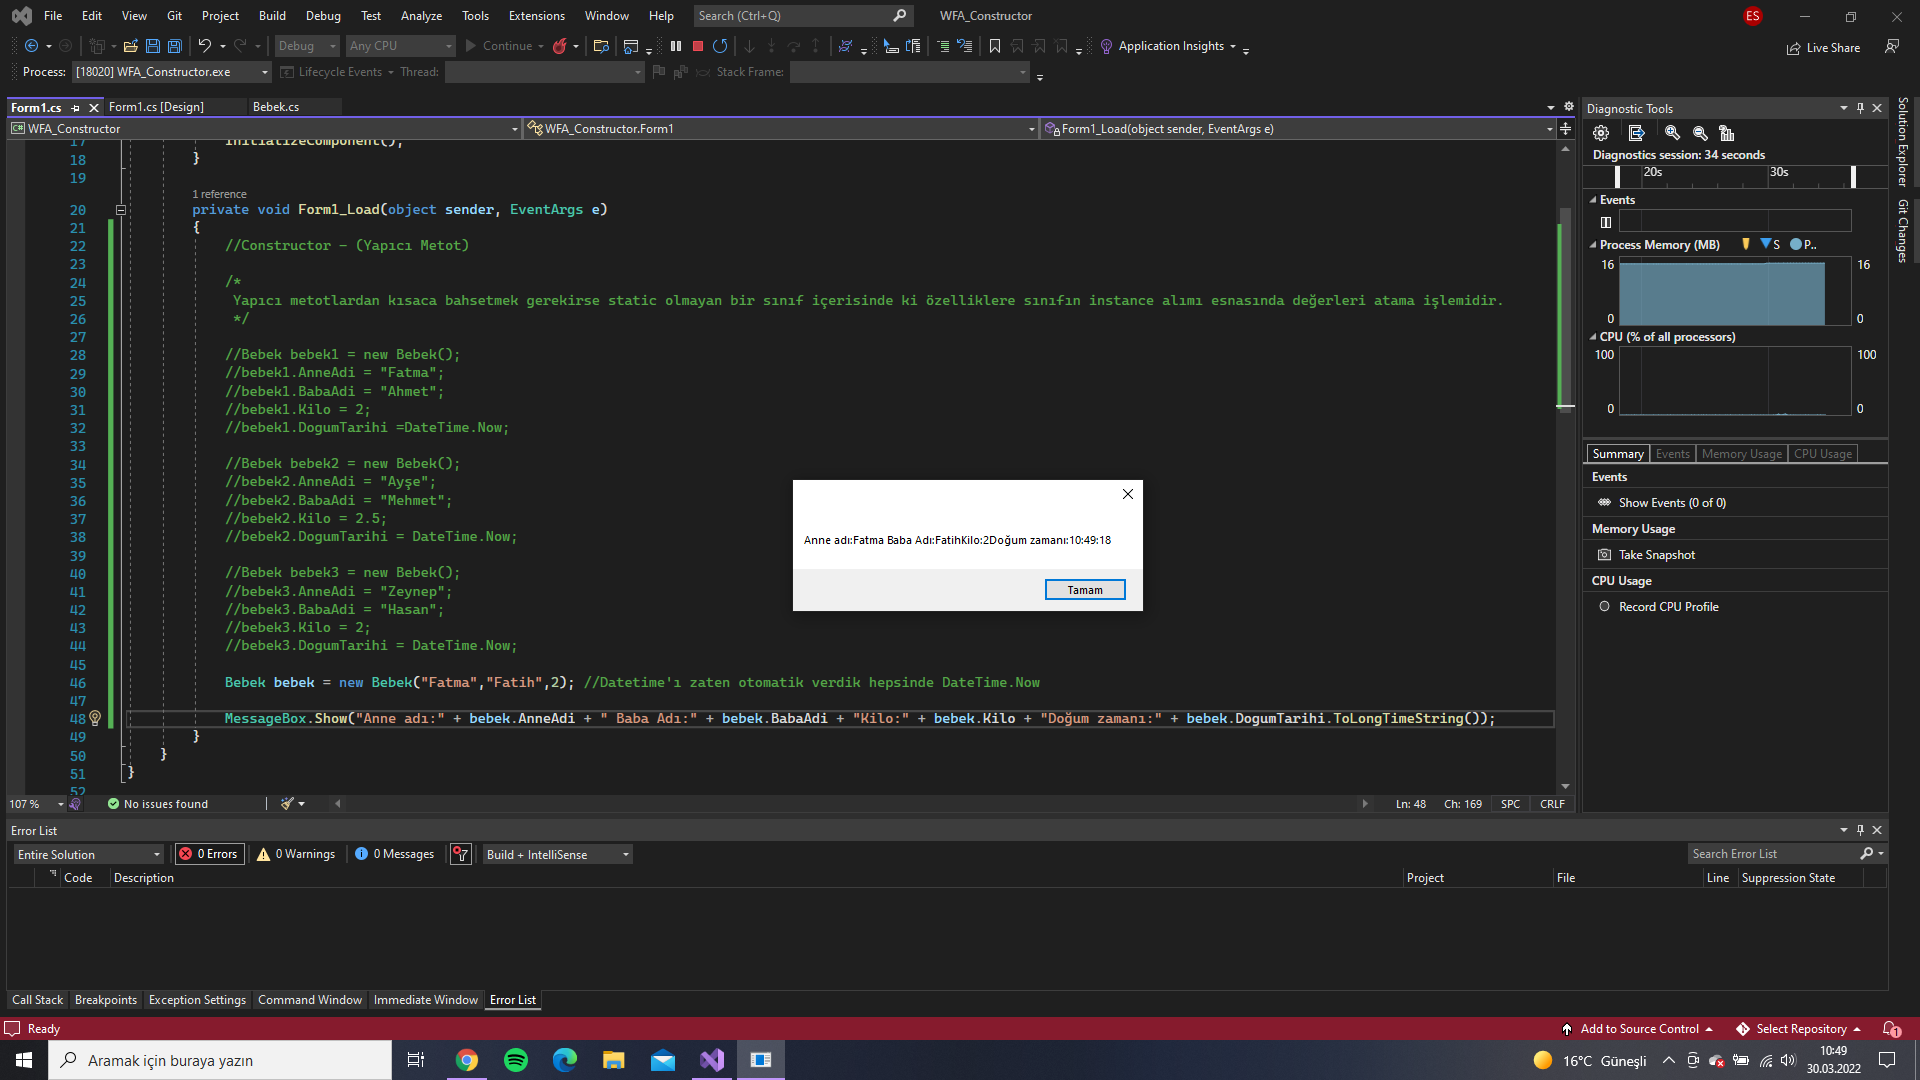 File Edit View Git Project Build Debug Test Analyze Tools Extensions Window Help Search (Ctrl+Q) WFA_Constructor ES
Debug Any CPU Continue Application Insights Live Share
Process: [18020] WFA_Constructor.exe Lifecycle Events Thread: Stack Frame:
Form1.cs Form1.cs [Design] Bebek.cs
WFA_Constructor WFA_Constructor.Form1 Form1_Load(object sender, EventArgs e)
17 InitializeComponent();
18 }
19
1 reference
20 private void Form1_Load(object sender, EventArgs e)
21 {
22 //Constructor - (Yapıcı Metot)
23
24 /*
25 Yapıcı metotlardan kısaca bahsetmek gerekirse static olmayan bir sınıf içerisinde ki özelliklere sınıfın instance alımı esnasında değerleri atama işlemidir.
26 */
27
28 //Bebek bebek1 = new Bebek();
29 //bebek1.AnneAdi = "Fatma";
30 //bebek1.BabaAdi = "Ahmet";
31 //bebek1.Kilo = 2;
32 //bebek1.DogumTarihi =DateTime.Now;
33
34 //Bebek bebek2 = new Bebek();
35 //bebek2.AnneAdi = "Ayşe";
36 //bebek2.BabaAdi = "Mehmet";
37 //bebek2.Kilo = 2.5;
38 //bebek2.DogumTarihi = DateTime.Now;
39
40 //Bebek bebek3 = new Bebek();
41 //bebek3.AnneAdi = "Zeynep";
42 //bebek3.BabaAdi = "Hasan";
43 //bebek3.Kilo = 2;
44 //bebek3.DogumTarihi = DateTime.Now;
45
46 Bebek bebek = new Bebek("Fatma","Fatih",2); //Datetime'ı zaten otomatik verdik hepsinde DateTime.Now
47
48 MessageBox.Show("Anne adı:" + bebek.AnneAdi + " Baba Adı:" + bebek.BabaAdi + "Kilo:" + bebek.Kilo + "Doğum zamanı:" + bebek.DogumTarihi.ToLongTimeString());
49 }
50 }
51 }
52
Anne adı:Fatma Baba Adı:FatihKilo:2Doğum zamanı:10:49:18
Tamam
107 % No issues found Ln: 48 Ch: 169 SPC CRLF
Diagnostic Tools
Diagnostics session: 34 seconds
20s 30s
Events
Process Memory (MB) S P..
16 16
0 0
CPU (% of all processors)
100 100
0 0
Summary Events Memory Usage CPU Usage
Events
Show Events (0 of 0)
Memory Usage
Take Snapshot
CPU Usage
Record CPU Profile
Solution Explorer
Git Changes
Error List
Entire Solution 0 Errors 0 Warnings 0 Messages Build + IntelliSense Search Error List
Code Description Project File Line Suppression State
Call Stack Breakpoints Exception Settings Command Window Immediate Window Error List
Ready Add to Source Control Select Repository 1
Aramak için buraya yazın 16°C Güneşli 10:49
30.03.2022